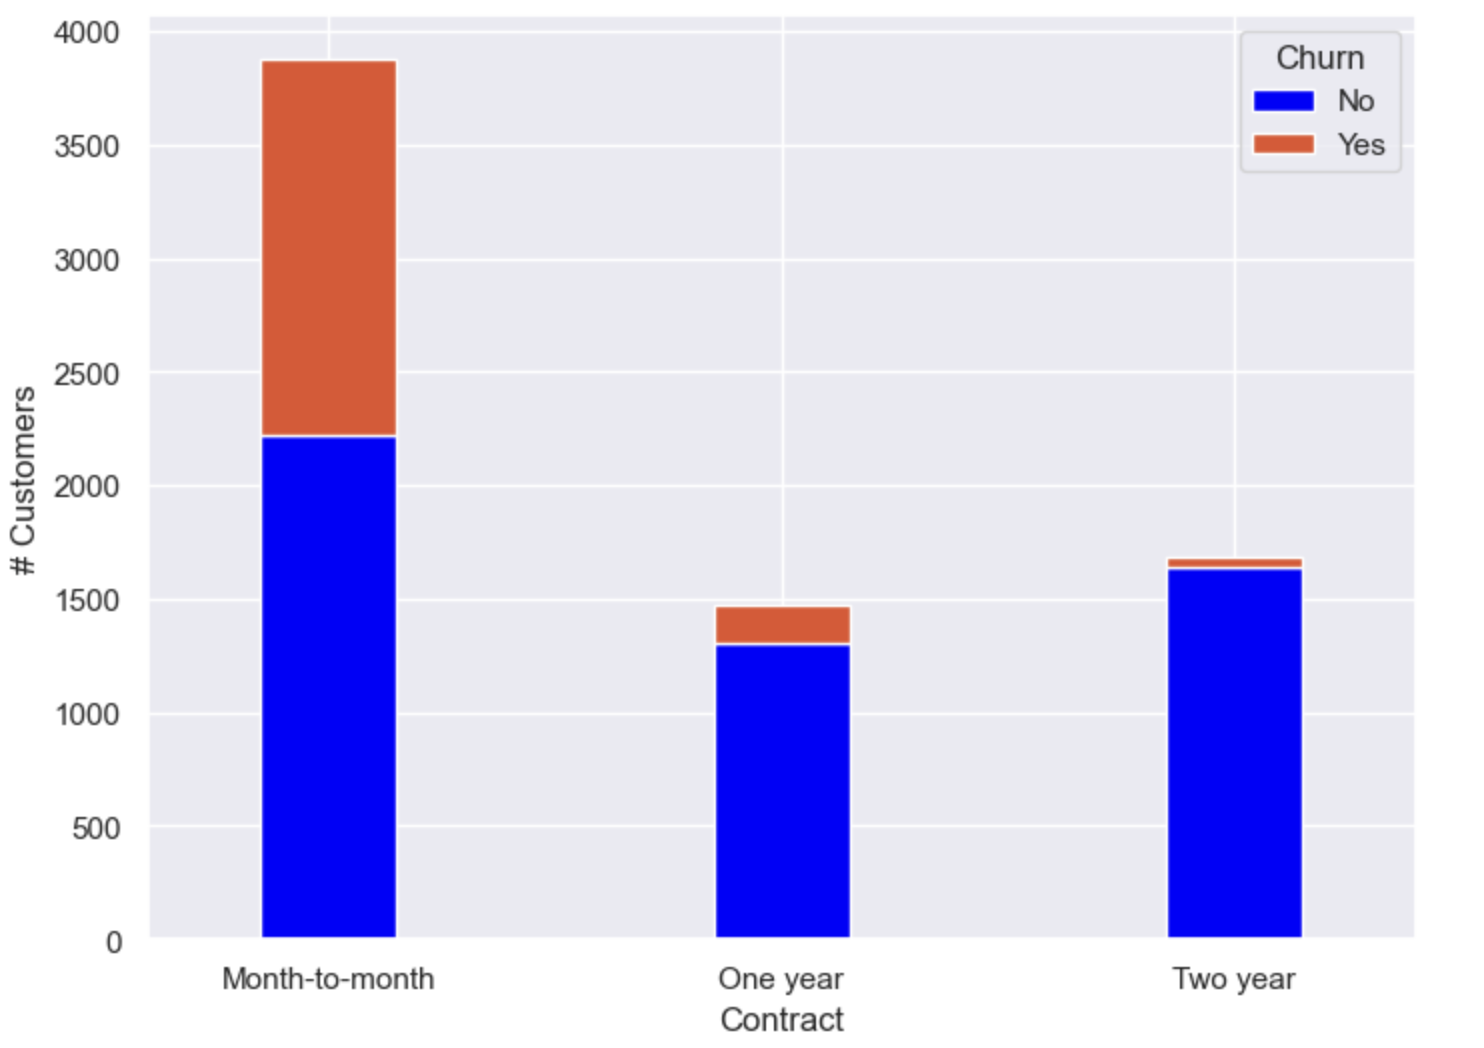 4000
3500
3000
2500
2000
1500
1000
500
0
# Customers
Churn
No
Yes
Month-to-month
One year
Two year
Contract